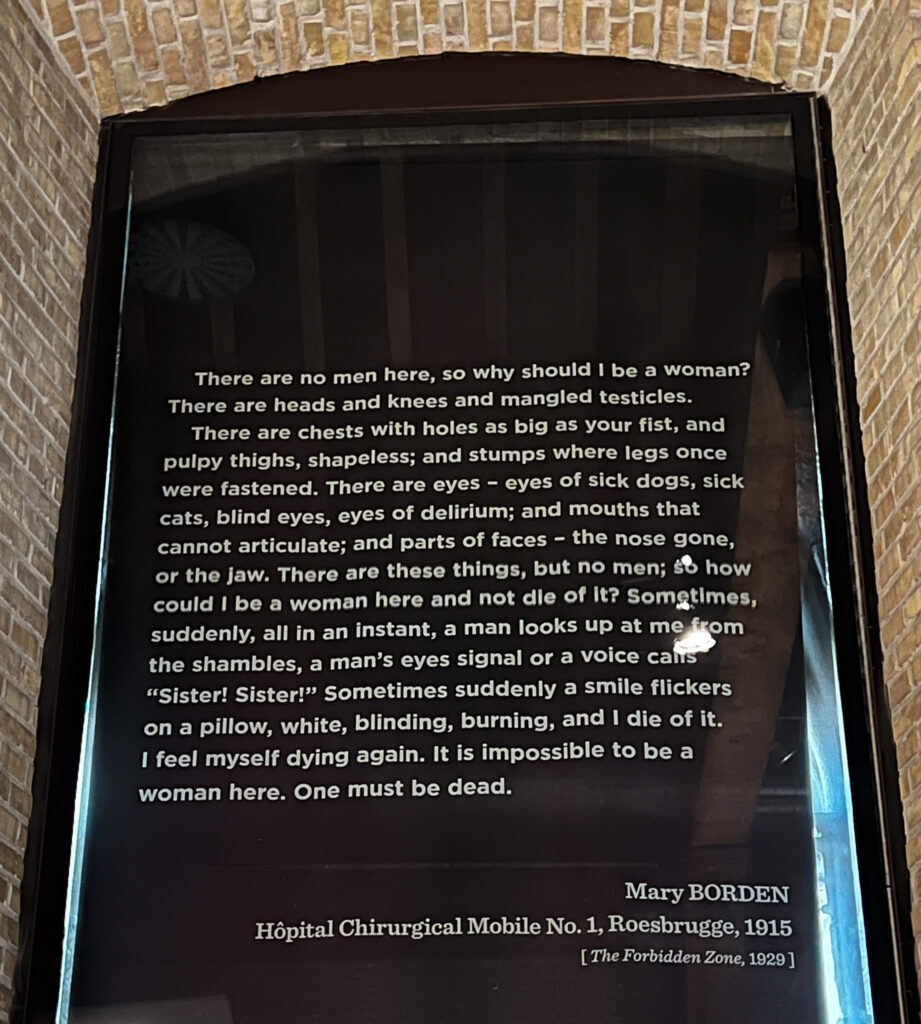 There are no men here, so why should I be a woman?
There are heads and knees and mangled testicles.
There are chests with holes as big as your fist, and
pulpy thighs, shapeless; and stumps where legs once
were fastened. There are eyes – eyes of sick dogs, sick
cats, blind eyes, eyes of delirium; and mouths that
cannot articulate; and parts of faces – the nose gone,
or the jaw. There are these things, but no men; so how
could I be a woman here and not die of it? Sometimes,
suddenly, all in an instant, a man looks up at me from
the shambles, a man's eyes signal or a voice calls
“Sister! Sister!” Sometimes suddenly a smile flickers
on a pillow, white, blinding, burning, and I die of it.
I feel myself dying again. It is impossible to be a
woman here. One must be dead.
Mary BORDEN
Hôpital Chirurgical Mobile No. 1, Roesbrugge, 1915
[ The Forbidden Zone, 1929 ]